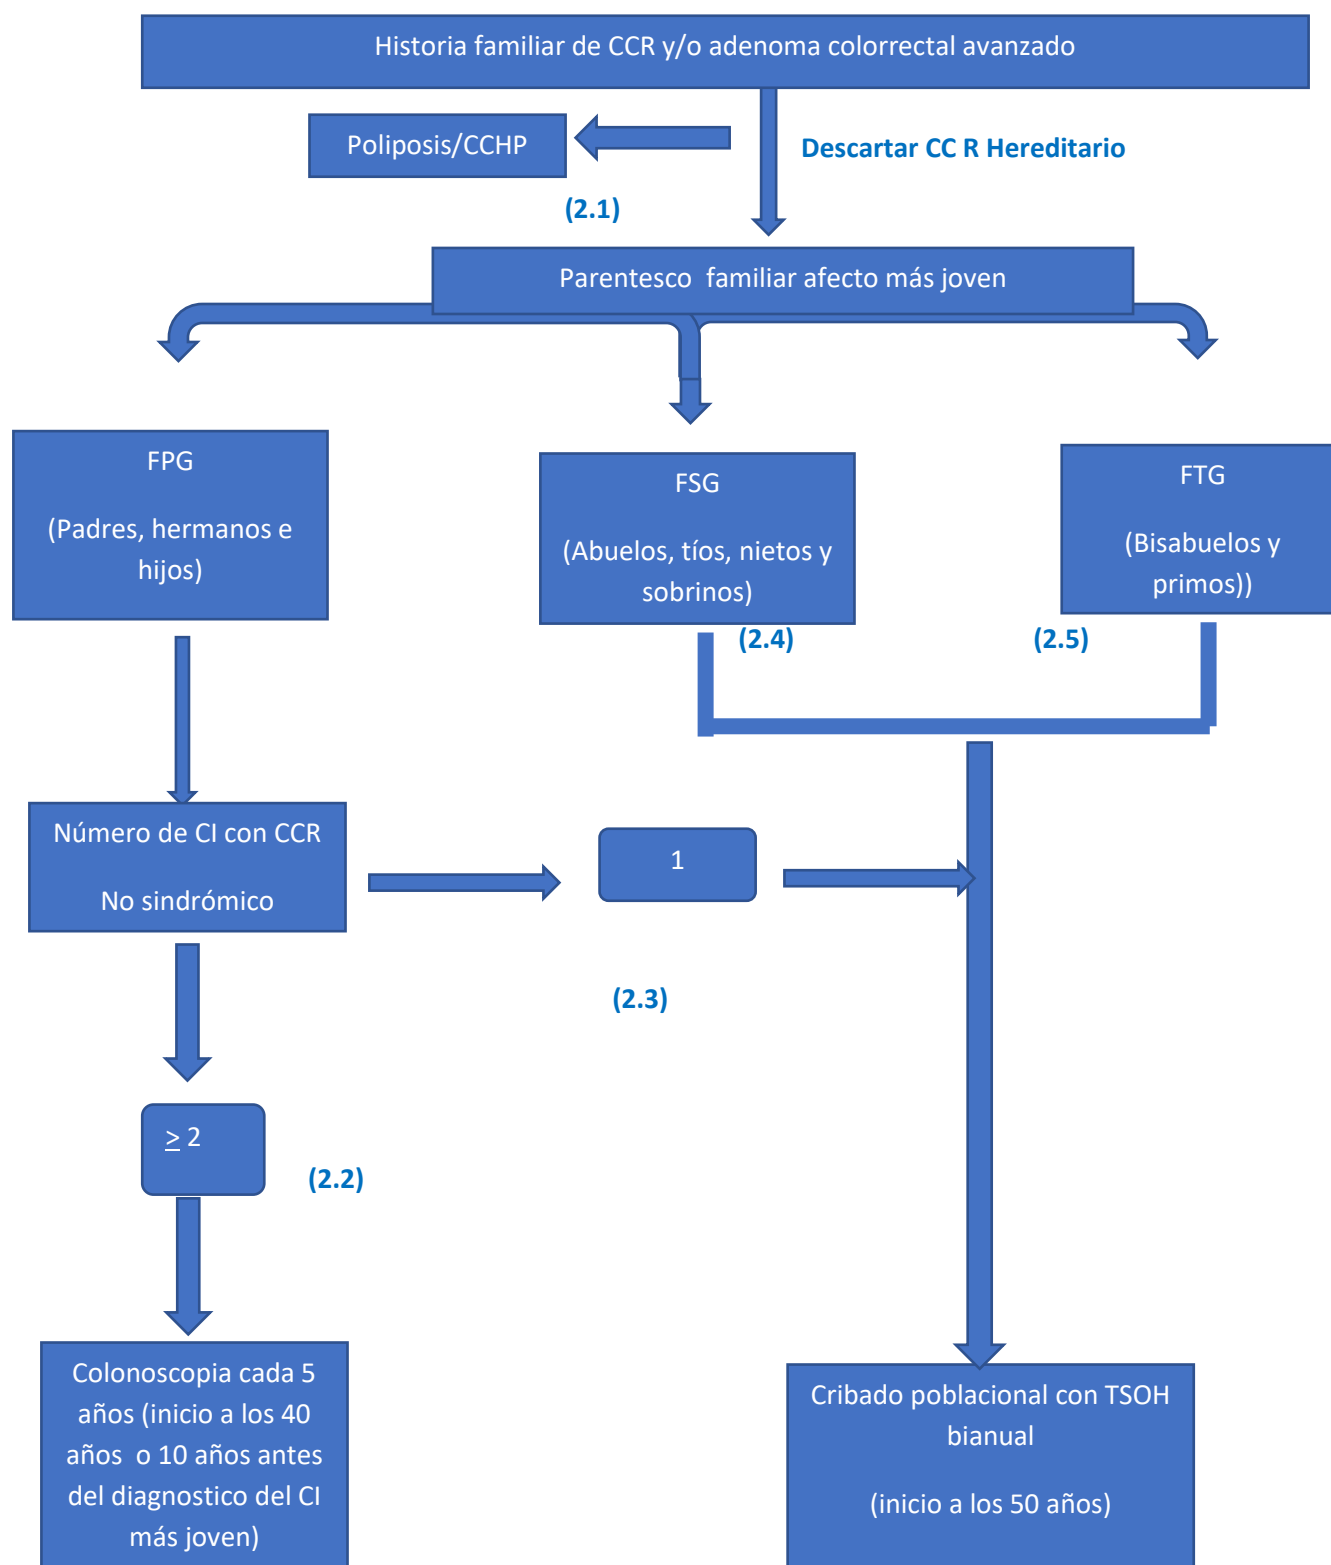 Historia familiar de CCR y/o adenoma colorrectal avanzado
Poliposis/CCHP
Descartar CC R Hereditario
(2.1)
Parentesco familiar afecto más joven
FPG
(Padres, hermanos e
hijos)
FSG
(Abuelos, tíos, nietos y
sobrinos)
FTG
(Bisabuelos y
primos))
(2.4)
(2.5)
Número de CI con CCR
No sindrómico
1
(2.3)
≥ 2
(2.2)
Colonoscopia cada 5
años (inicio a los 40
años o 10 años antes
del diagnostico del CI
más joven)
Cribado poblacional con TSOH
bianual
(inicio a los 50 años)